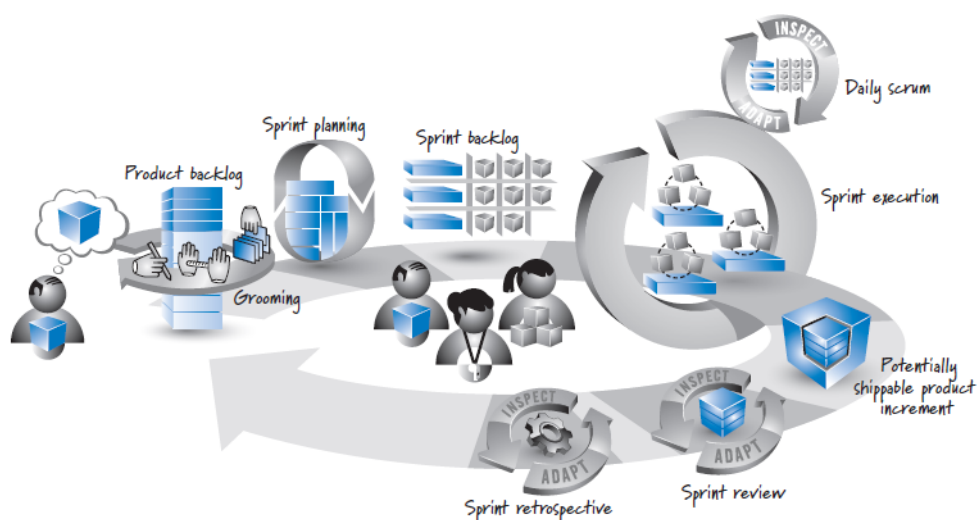 INSPECT
ADAPT
Daily scrum
Sprint planning
Sprint backlog
Product backlog
Sprint execution
Grooming
Potentially
shippable product
increment
INSPECT
ADAPT
Sprint review
INSPECT
ADAPT
Sprint retrospective